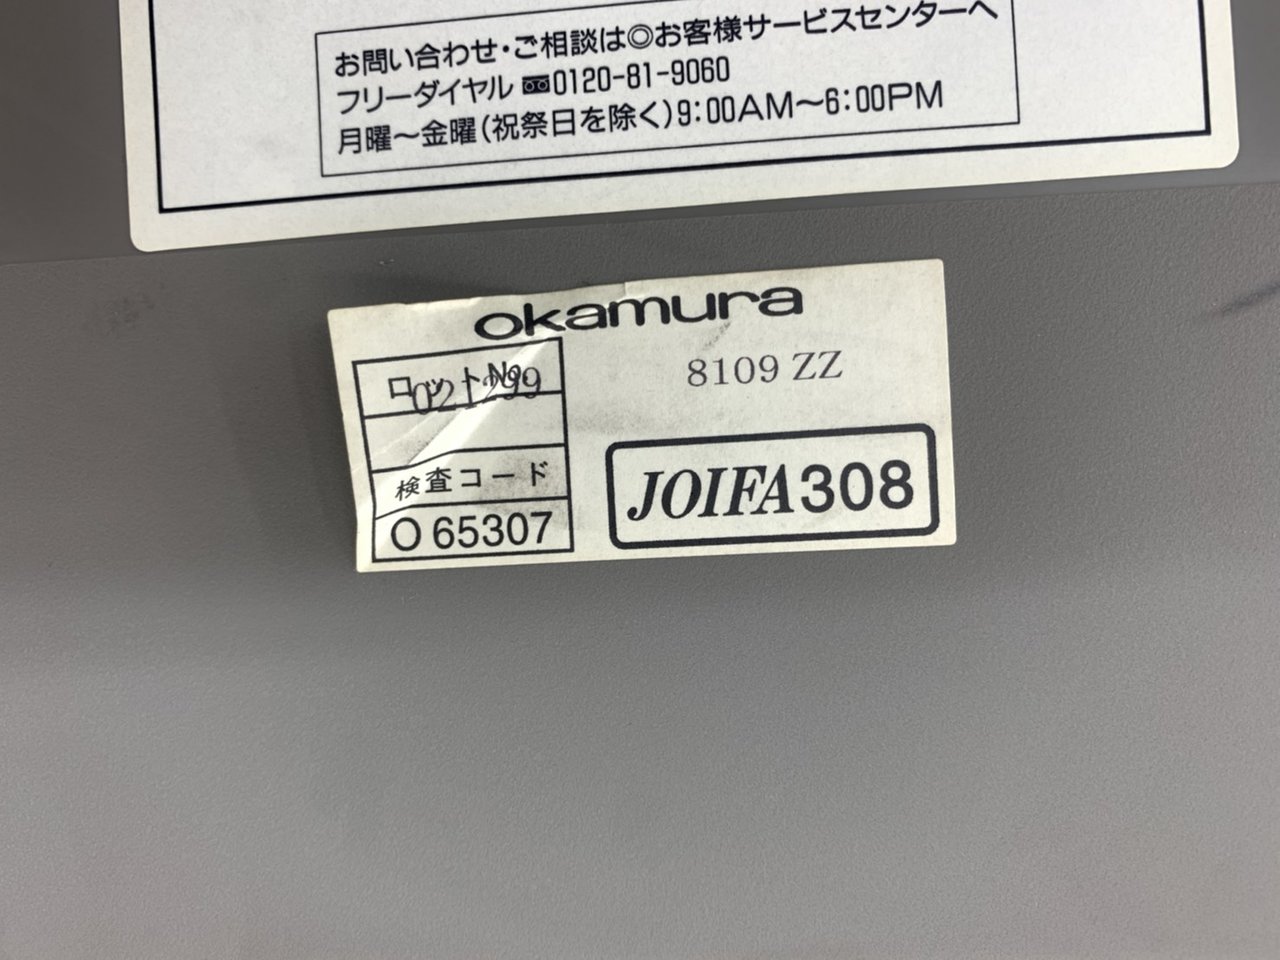 お問い合わせ・ご相談は◎お客様サービスセンターへ
フリーダイヤル 0120-81-9060
月曜～金曜(祝祭日を除く)9:00AM～6:00PM
okamura
ロットNo.
021299
8109 ZZ
検査コード
O 65307
JOIFA308